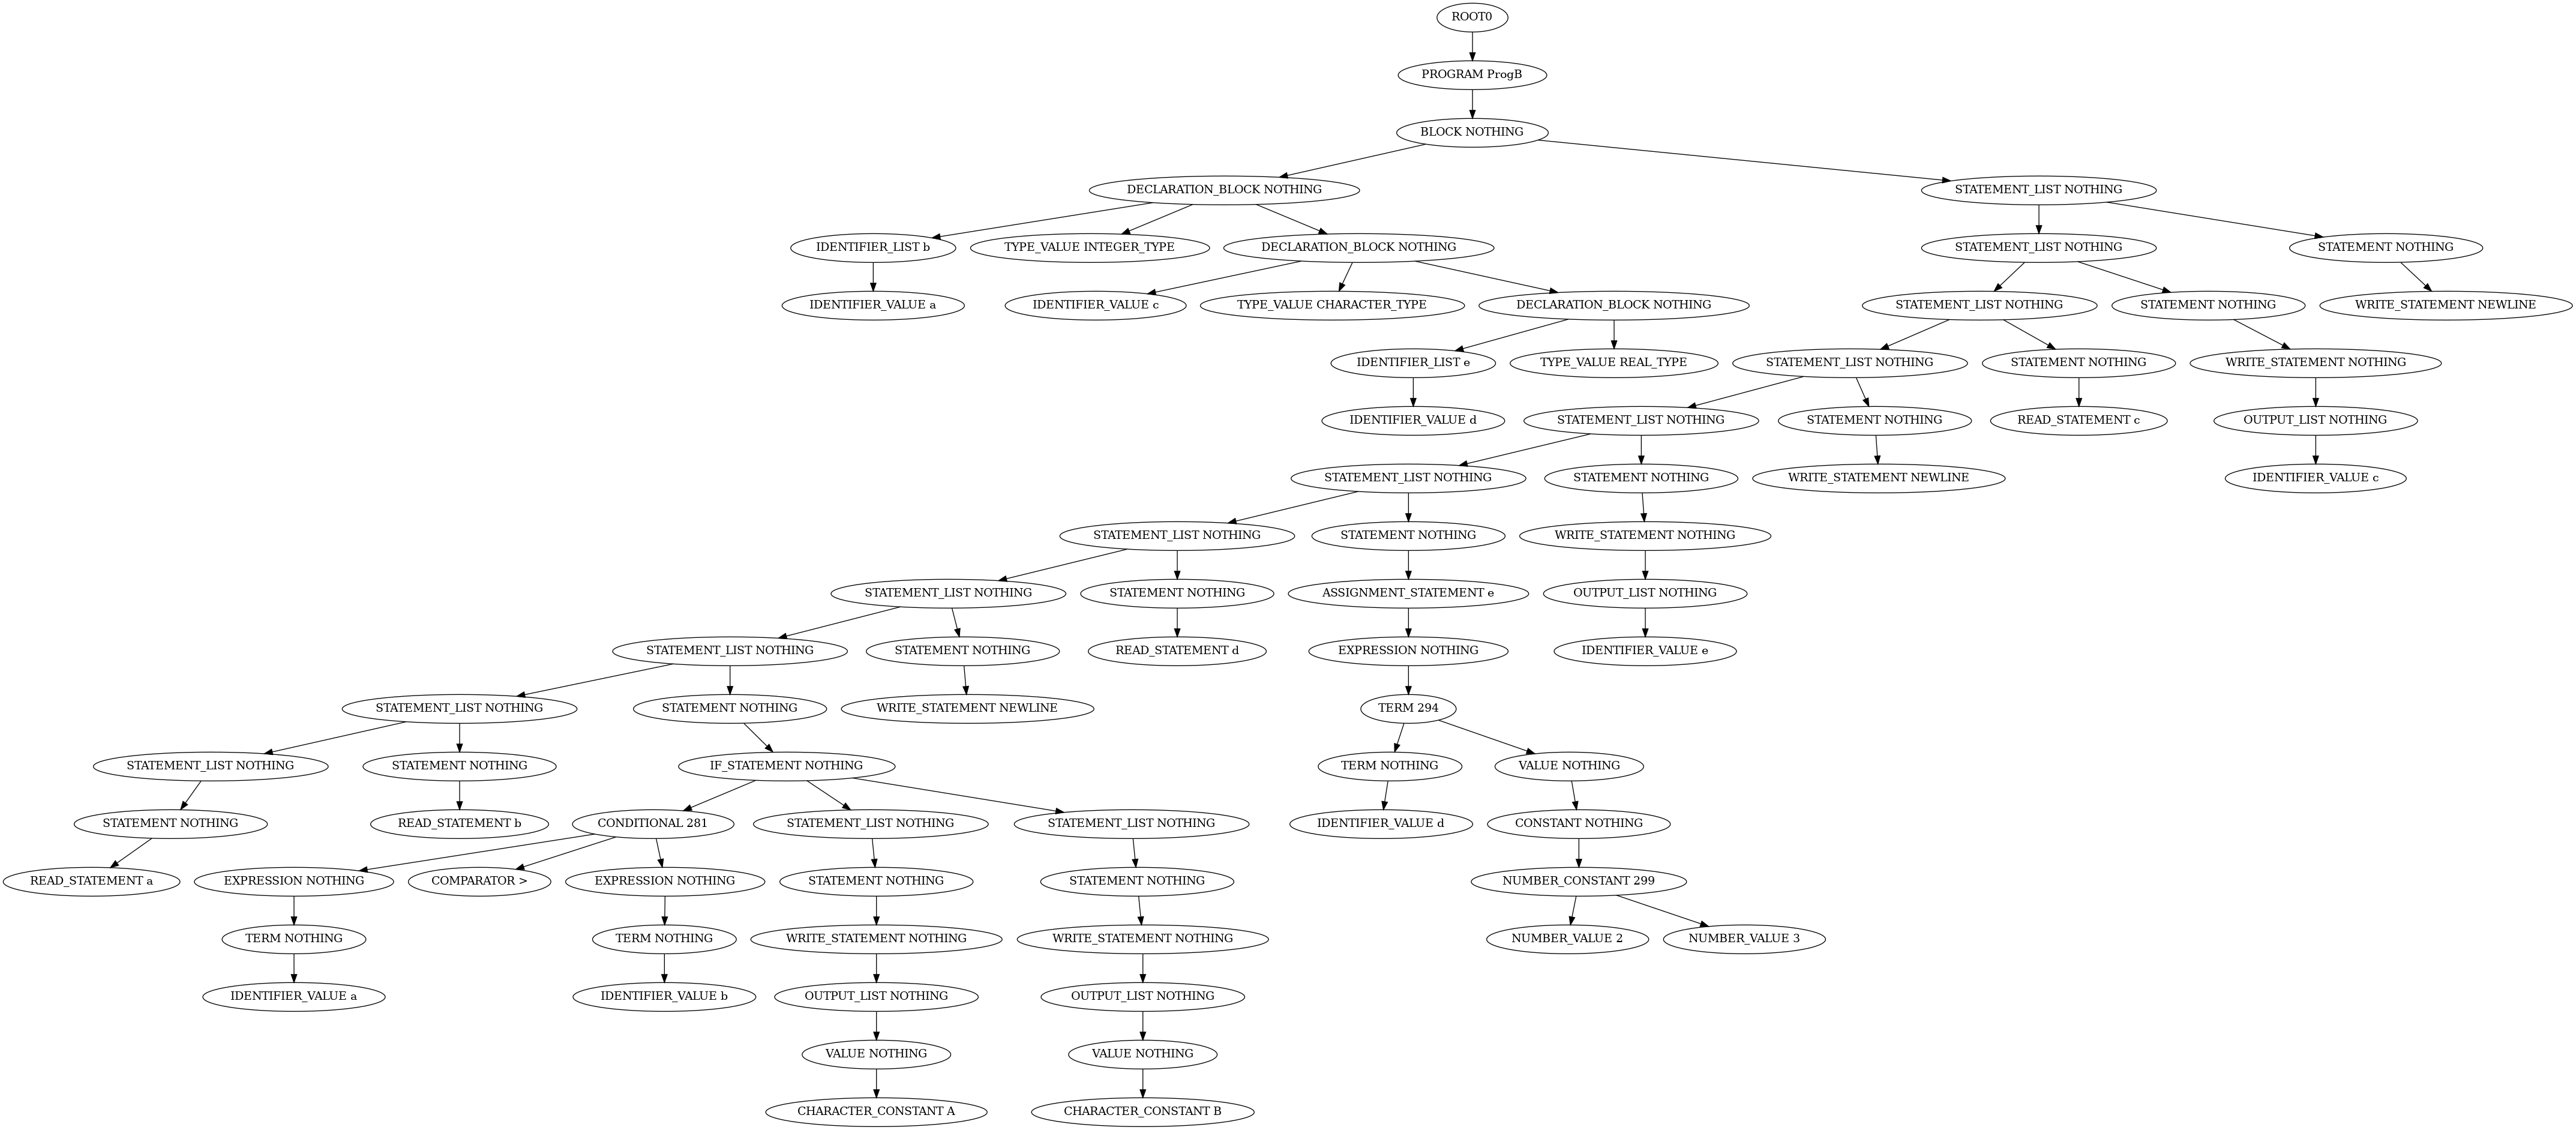 ROOT0
PROGRAM ProgB
BLOCK NOTHING
DECLARATION_BLOCK NOTHING
STATEMENT_LIST NOTHING
IDENTIFIER_LIST b
TYPE_VALUE INTEGER_TYPE
DECLARATION_BLOCK NOTHING
STATEMENT_LIST NOTHING
STATEMENT NOTHING
IDENTIFIER_VALUE a
IDENTIFIER_VALUE c
TYPE_VALUE CHARACTER_TYPE
DECLARATION_BLOCK NOTHING
STATEMENT_LIST NOTHING
STATEMENT NOTHING
WRITE_STATEMENT NEWLINE
IDENTIFIER_LIST e
TYPE_VALUE REAL_TYPE
STATEMENT_LIST NOTHING
STATEMENT NOTHING
WRITE_STATEMENT NOTHING
IDENTIFIER_VALUE d
STATEMENT_LIST NOTHING
STATEMENT NOTHING
READ_STATEMENT c
OUTPUT_LIST NOTHING
STATEMENT_LIST NOTHING
STATEMENT NOTHING
WRITE_STATEMENT NEWLINE
IDENTIFIER_VALUE c
STATEMENT_LIST NOTHING
STATEMENT NOTHING
WRITE_STATEMENT NOTHING
STATEMENT_LIST NOTHING
STATEMENT NOTHING
ASSIGNMENT_STATEMENT e
OUTPUT_LIST NOTHING
STATEMENT_LIST NOTHING
STATEMENT NOTHING
READ_STATEMENT d
EXPRESSION NOTHING
IDENTIFIER_VALUE e
STATEMENT_LIST NOTHING
STATEMENT NOTHING
WRITE_STATEMENT NEWLINE
TERM 294
STATEMENT_LIST NOTHING
STATEMENT NOTHING
IF_STATEMENT NOTHING
TERM NOTHING
VALUE NOTHING
STATEMENT NOTHING
READ_STATEMENT b
CONDITIONAL 281
STATEMENT_LIST NOTHING
STATEMENT_LIST NOTHING
IDENTIFIER_VALUE d
CONSTANT NOTHING
READ_STATEMENT a
EXPRESSION NOTHING
COMPARATOR >
EXPRESSION NOTHING
STATEMENT NOTHING
STATEMENT NOTHING
NUMBER_CONSTANT 299
TERM NOTHING
TERM NOTHING
WRITE_STATEMENT NOTHING
WRITE_STATEMENT NOTHING
NUMBER_VALUE 2
NUMBER_VALUE 3
IDENTIFIER_VALUE a
IDENTIFIER_VALUE b
OUTPUT_LIST NOTHING
OUTPUT_LIST NOTHING
VALUE NOTHING
VALUE NOTHING
CHARACTER_CONSTANT A
CHARACTER_CONSTANT B